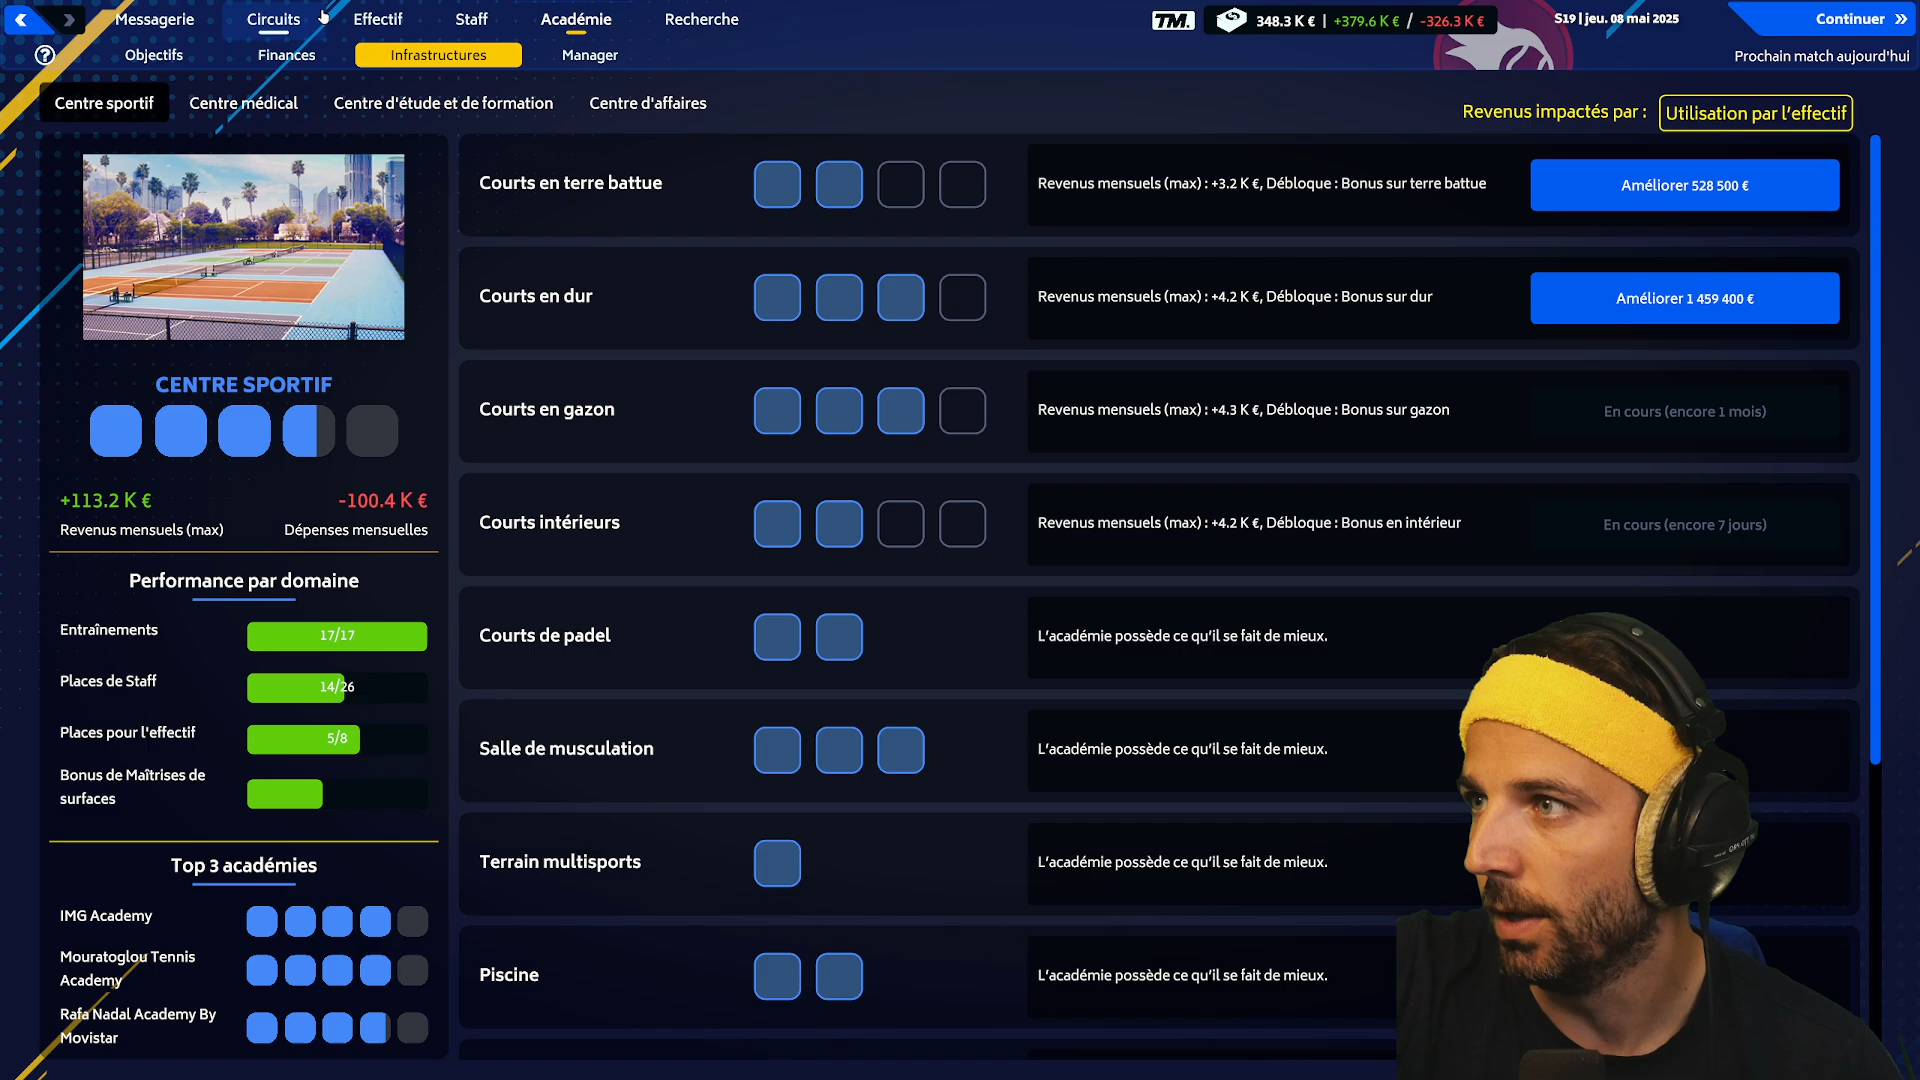 Messagerie
Circuits
Effectif
Staff
Académie
Recherche
TM.
348.3 K € | +379.6 K € / -326.3 K €
S19 | jeu. 08 mai 2025
Continuer
Objectifs
Finances
Infrastructures
Manager
Prochain match aujourd'hui
Centre sportif
Centre médical
Centre d'étude et de formation
Centre d'affaires
Revenus impactés par :
Utilisation par l'effectif
CENTRE SPORTIF
+113.2 K €
-100.4 K €
Revenus mensuels (max)
Dépenses mensuelles
Performance par domaine
Entraînements
17/17
Places de Staff
14/26
Places pour l'effectif
5/8
Bonus de Maîtrises de
surfaces
Top 3 académies
IMG Academy
Mouratoglou Tennis
Academy
Rafa Nadal Academy By
Movistar
Courts en terre battue
Revenus mensuels (max) : +3.2 K €, Débloque : Bonus sur terre battue
Améliorer 528 500 €
Courts en dur
Revenus mensuels (max) : +4.2 K €, Débloque : Bonus sur dur
Améliorer 1 459 400 €
Courts en gazon
Revenus mensuels (max) : +4.3 K €, Débloque : Bonus sur gazon
En cours (encore 1 mois)
Courts intérieurs
Revenus mensuels (max) : +4.2 K €, Débloque : Bonus en intérieur
En cours (encore 7 jours)
Courts de padel
L'académie possède ce qu'il se fait de mieux.
Salle de musculation
L'académie possède ce qu'il se fait de mieux.
Terrain multisports
L'académie possède ce qu'il se fait de mieux.
Piscine
L'académie possède ce qu'il se fait de mieux.